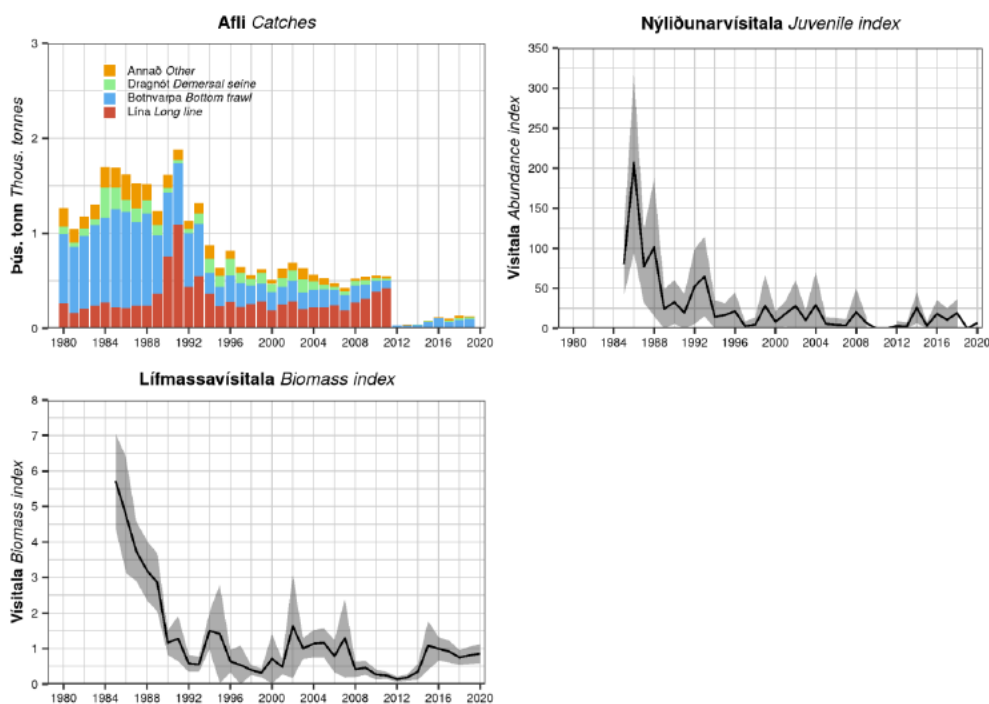 Afli Catches
Þús. tonn Thous. tonnes
3
2
1
0
Annað Other
Dragnót Demersal seine
Botnvarpa Bottom trawl
Lína Long line
1980 1984 1988 1992 1996 2000 2004 2008 2012 2016 2020
Nýliðunarvísitala Juvenile index
Vísitala Abundance index
350
300
250
200
150
100
50
0
1980 1984 1988 1992 1996 2000 2004 2008 2012 2016 2020
Lífmassavísitala Biomass index
Vísitala Biomass index
8
7
6
5
4
3
2
1
0
1980 1984 1988 1992 1996 2000 2004 2008 2012 2016 2020